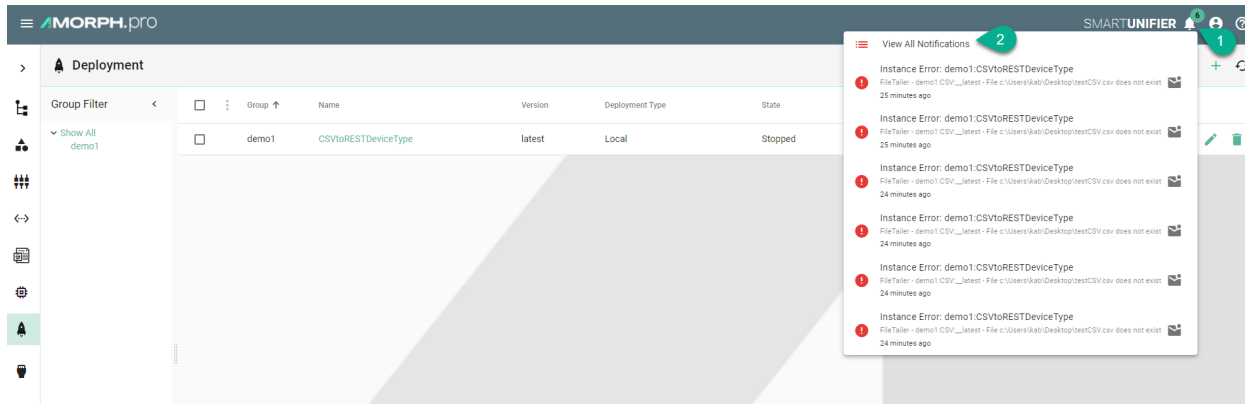 AMORPH.pro
SMARTUNIFIER
6
1
View All Notifications
2
Deployment
Group Filter
Group
Name
Version
Deployment Type
State
Show All
demo1
demo1
CSVtoRESTDeviceType
latest
Local
Stopped
Instance Error: demo1:CSVtoRESTDeviceType
FileTailer - demo1:CSV:__latest - File c:\Users\kab\Desktop\testCSV.csv does not exist
25 minutes ago
Instance Error: demo1:CSVtoRESTDeviceType
FileTailer - demo1:CSV:__latest - File c:\Users\kab\Desktop\testCSV.csv does not exist
25 minutes ago
Instance Error: demo1:CSVtoRESTDeviceType
FileTailer - demo1:CSV:__latest - File c:\Users\kab\Desktop\testCSV.csv does not exist
24 minutes ago
Instance Error: demo1:CSVtoRESTDeviceType
FileTailer - demo1:CSV:__latest - File c:\Users\kab\Desktop\testCSV.csv does not exist
24 minutes ago
Instance Error: demo1:CSVtoRESTDeviceType
FileTailer - demo1:CSV:__latest - File c:\Users\kab\Desktop\testCSV.csv does not exist
24 minutes ago
Instance Error: demo1:CSVtoRESTDeviceType
FileTailer - demo1:CSV:__latest - File c:\Users\kab\Desktop\testCSV.csv does not exist
24 minutes ago